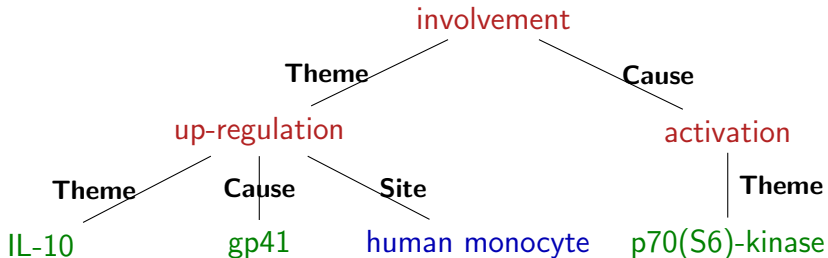 involvement
Theme
Cause
up-regulation
activation
Theme
Cause
Site
Theme
IL-10
gp41
human monocyte
p70(S6)-kinase